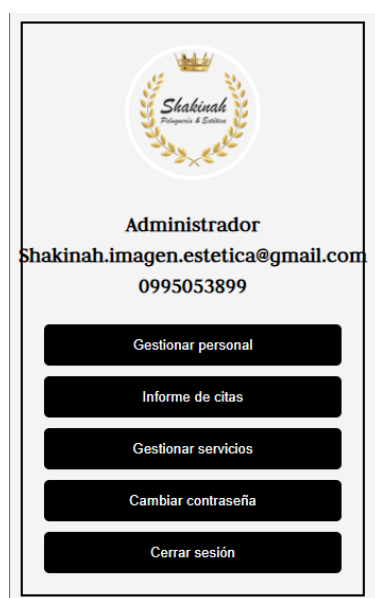 Shakinah
Peluquería & Estética
Administrador
Shakinah.imagen.estetica@gmail.com
0995053899
Gestionar personal
Informe de citas
Gestionar servicios
Cambiar contraseña
Cerrar sesión